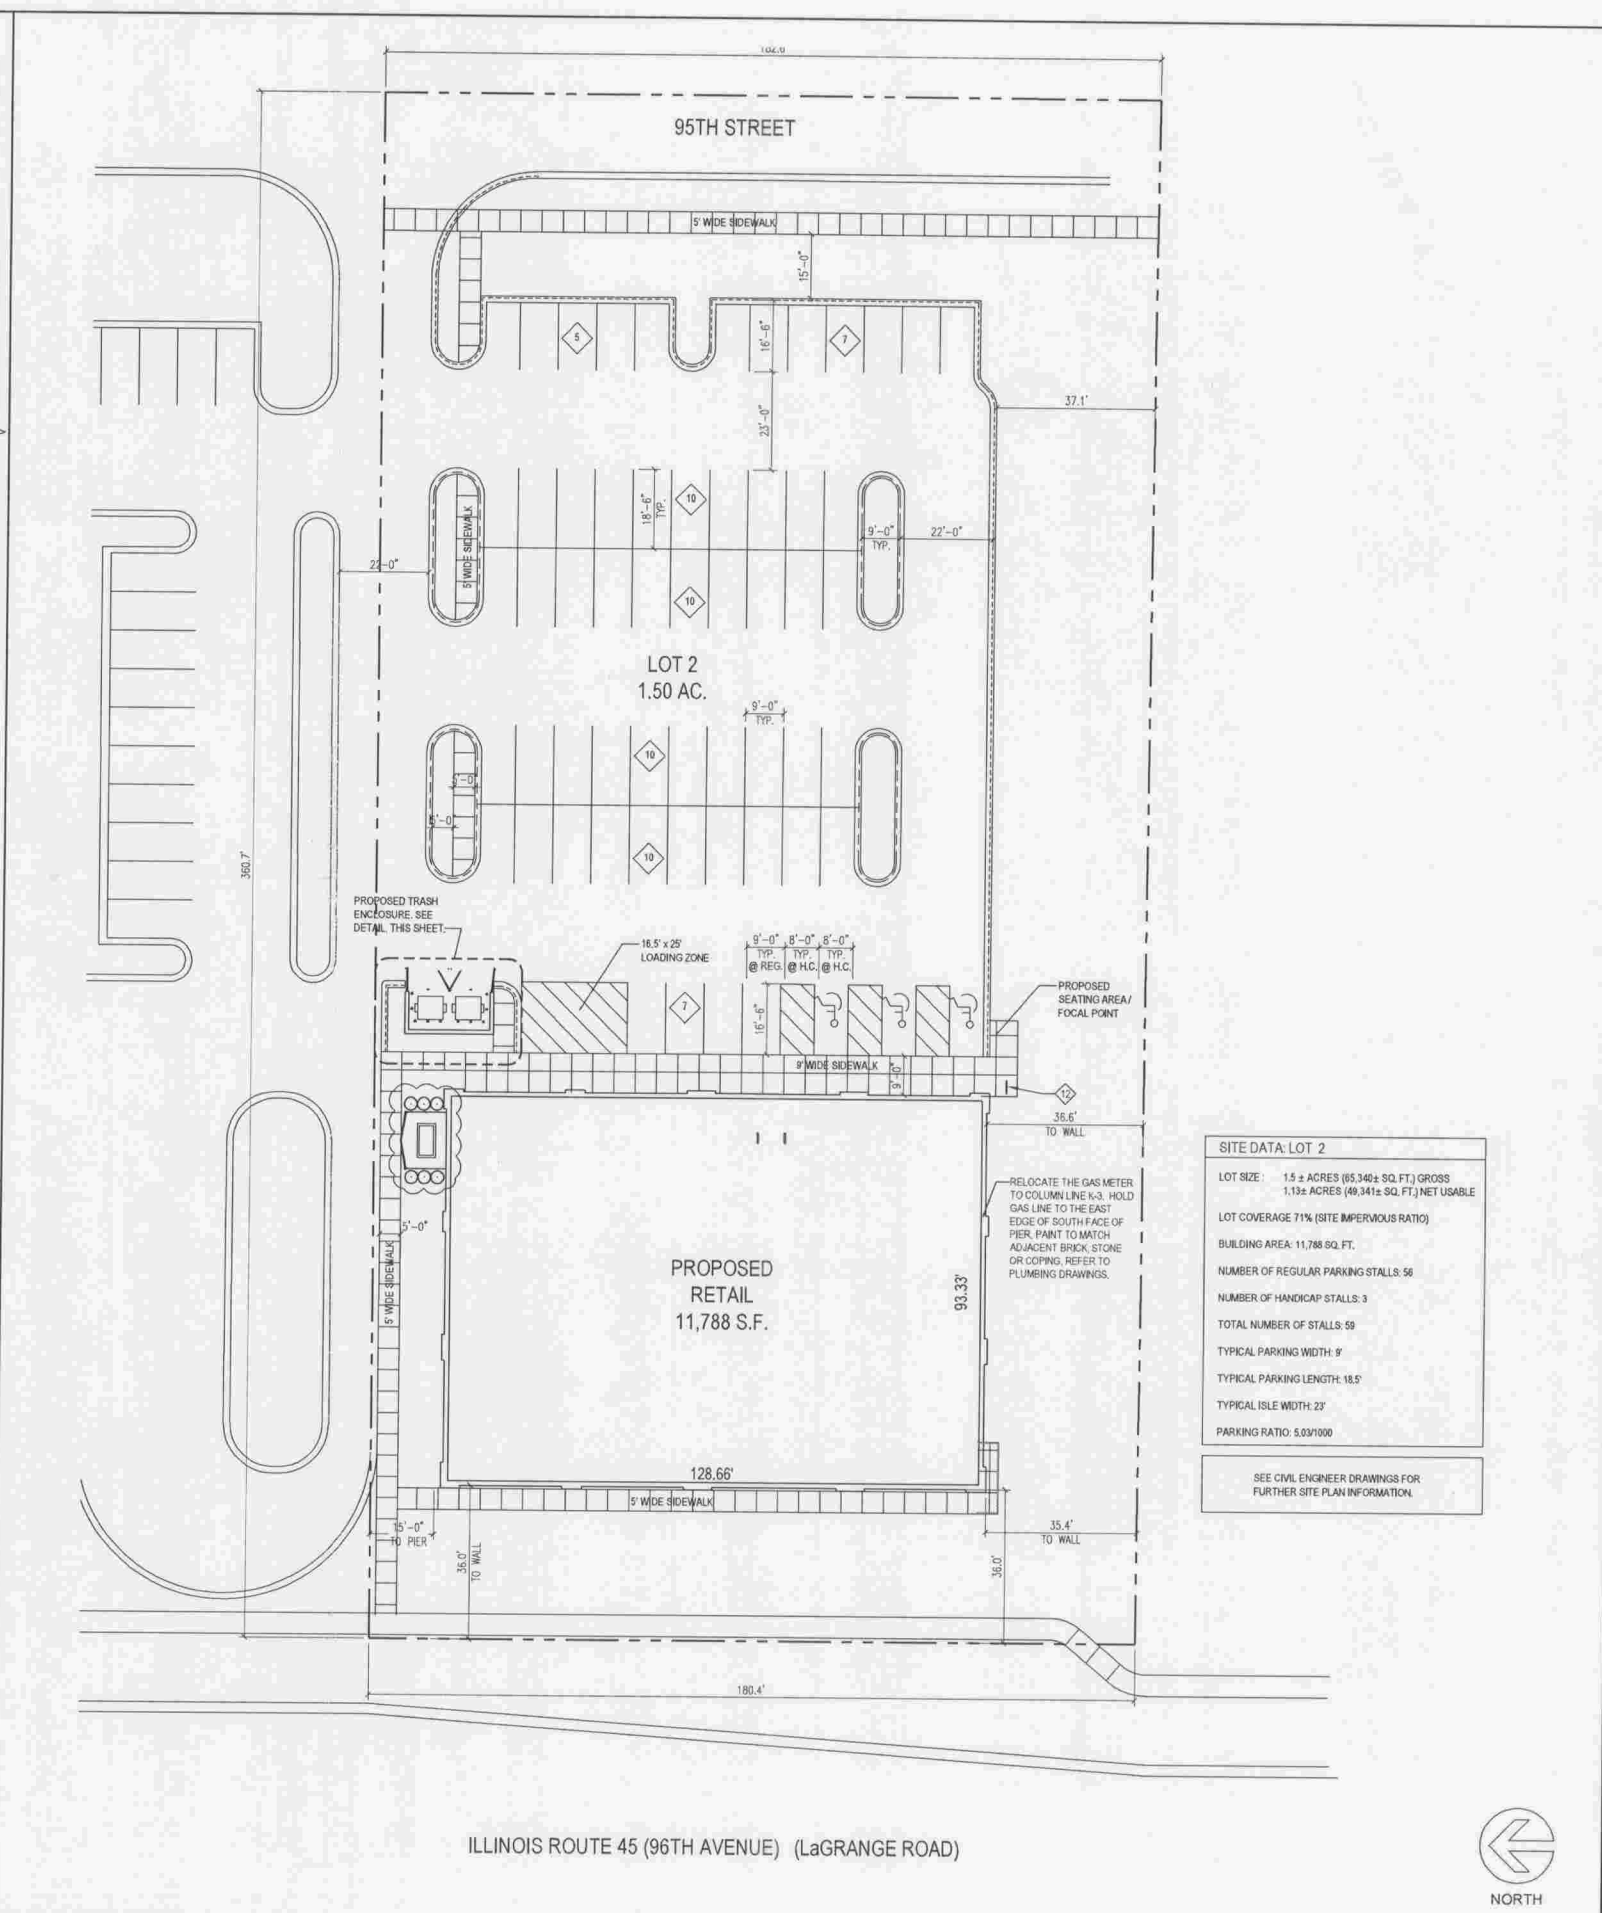 182.6
95TH STREET
5' WIDE SIDEWALK
15'-0"
5
16'-6"
7
37.1'
23'-0"
18'-6"
TYP.
10
5' WIDE SIDEWALK
9'-0"
TYP.
22'-0"
22'-0"
10
LOT 2
1.50 AC.
9'-0"
TYP.
10
5'-0
5'-0
10
360.7'
PROPOSED TRASH
ENCLOSURE. SEE
DETAIL, THIS SHEET.
16.5' x 25'
LOADING ZONE
9'-0" 8'-0" 8'-0"
TYP. TYP. TYP.
@ REG. @ H.C. @ H.C.
7
16'-6"
PROPOSED
SEATING AREA/
FOCAL POINT
9' WIDE SIDEWALK
9'-0"
12
36.6'
TO WALL
RELOCATE THE GAS METER
TO COLUMN LINE K-3. HOLD
GAS LINE TO THE EAST
EDGE OF SOUTH FACE OF
PIER, PAINT TO MATCH
ADJACENT BRICK, STONE
OR COPING, REFER TO
PLUMBING DRAWINGS.
5'-0"
5' WIDE SIDEWALK
PROPOSED
RETAIL
11,788 S.F.
93.33'
128.66'
5' WIDE SIDEWALK
15'-0"
TO PIER
36.0'
TO WALL
35.4'
TO WALL
36.0'
180.4'
SITE DATA: LOT 2
LOT SIZE: 1.5 ± ACRES (65,340± SQ. FT.) GROSS
1.13± ACRES (49,341± SQ. FT.) NET USABLE
LOT COVERAGE 71% (SITE IMPERVIOUS RATIO)
BUILDING AREA: 11,788 SQ. FT.
NUMBER OF REGULAR PARKING STALLS: 56
NUMBER OF HANDICAP STALLS: 3
TOTAL NUMBER OF STALLS: 59
TYPICAL PARKING WIDTH: 9'
TYPICAL PARKING LENGTH: 18.5'
TYPICAL ISLE WIDTH: 23'
PARKING RATIO: 5.03/1000
SEE CIVIL ENGINEER DRAWINGS FOR
FURTHER SITE PLAN INFORMATION.
ILLINOIS ROUTE 45 (96TH AVENUE) (LaGRANGE ROAD)
NORTH